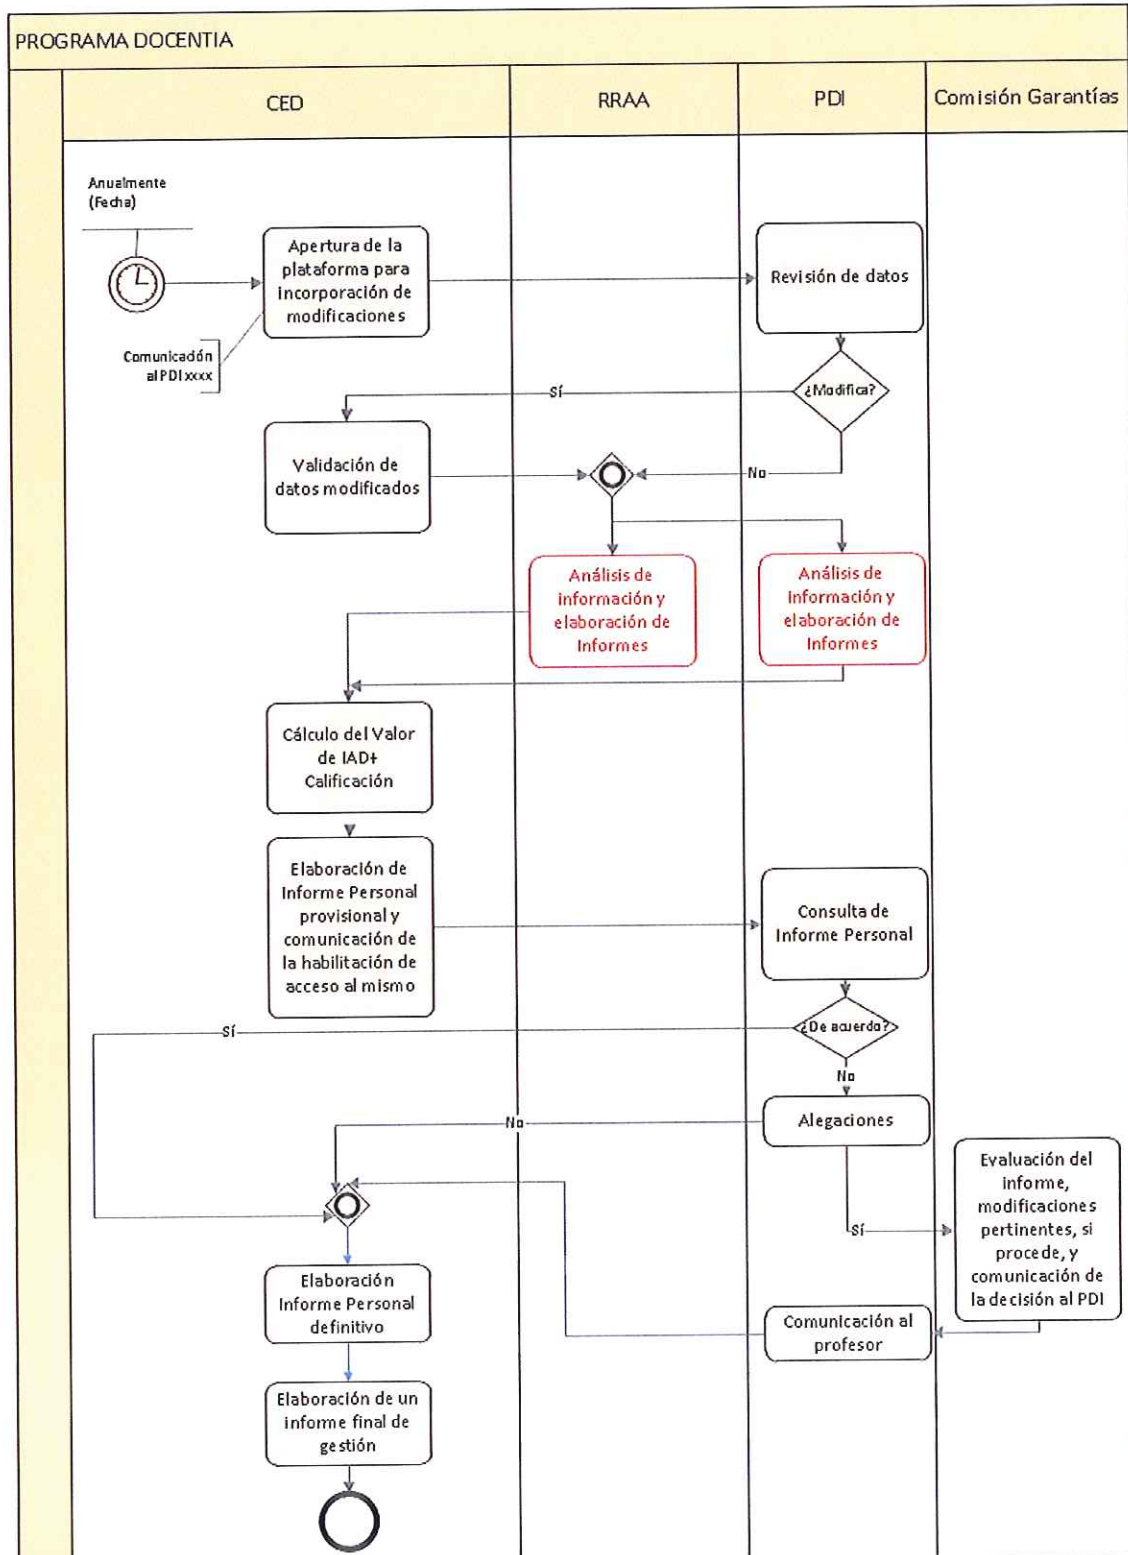 PROGRAMA DOCENTIA
CED
RRAA
PDI
Comisión Garantías
Anualmente
(Fecha)
Apertura de la
plataforma para
incorporación de
modificaciones
Revisión de datos
Comunicación
al PDI xxxx
¿Modifica?
Sí
Validación de
datos modificados
No
Análisis de
información y
elaboración de
Informes
Análisis de
Información y
elaboración de
Informes
Cálculo del Valor
de IAD+
Calificación
Elaboración de
Informe Personal
provisional y
comunicación de
la habilitación de
acceso al mismo
Consulta de
Informe Personal
¿De acuerdo?
Sí
No
Alegaciones
No
Sí
Evaluación del
informe,
modificaciones
pertinentes, si
procede, y
comunicación de
la decisión al PDI
Elaboración
Informe Personal
definitivo
Comunicación al
profesor
Elaboración de un
informe final de
gestión